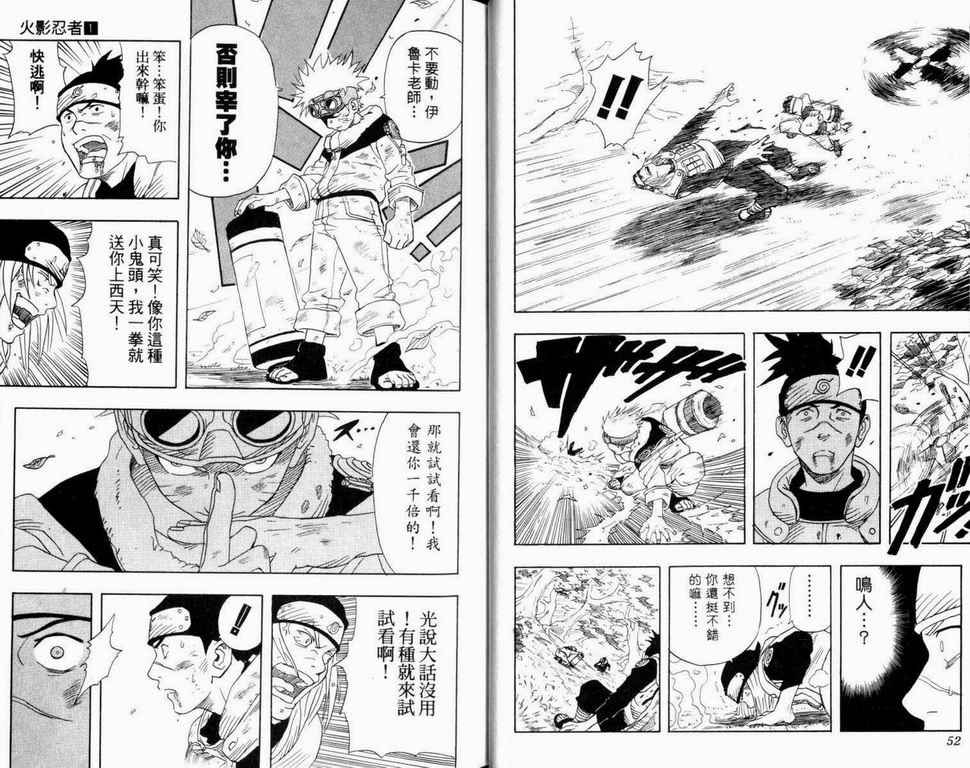 !!
!!
鳴人…?
………
想不到…
你還挺不錯
的嘛…
52
火影忍者1
不要動，伊
魯卡老師…
否則宰了你…
笨…笨蛋！你
出來幹嘛！
快逃啊！
真可笑！像你這種
小鬼頭，我一拳就
送你上西天！
那就試試看啊！我
會還你一千倍的！
光說大話沒用
！有種就來試
試看啊！
!!